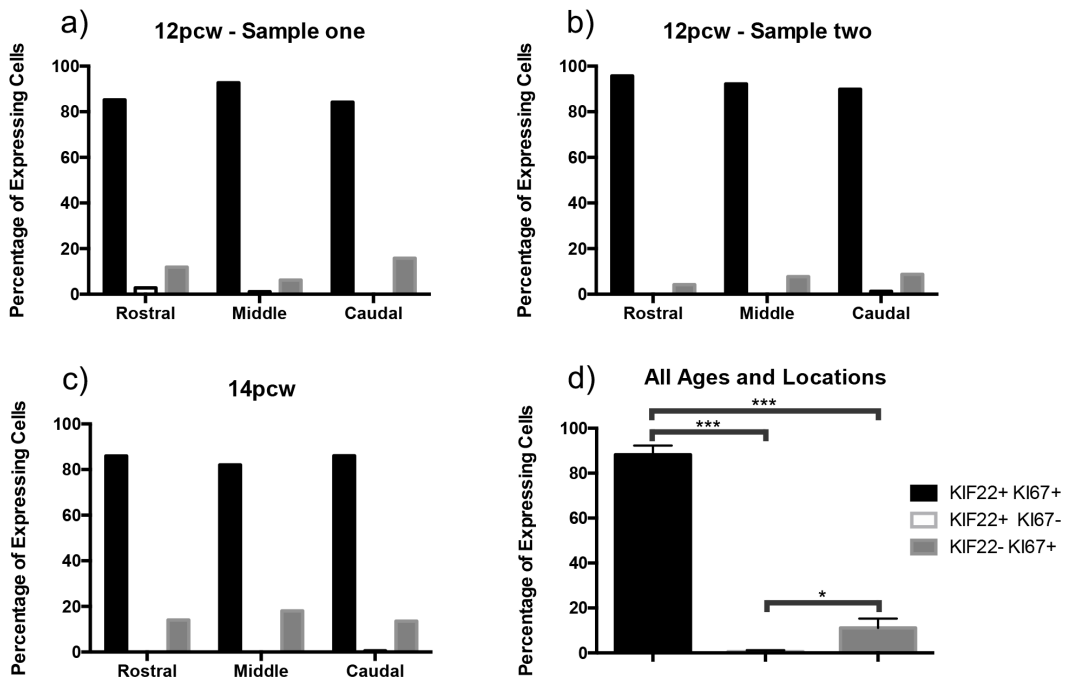 a)
12pcw - Sample one
Percentage of Expressing Cells
100
80
60
40
20
0
Rostral
Middle
Caudal
b)
12pcw - Sample two
Percentage of Expressing Cells
100
80
60
40
20
0
Rostral
Middle
Caudal
c)
14pcw
Percentage of Expressing Cells
100
80
60
40
20
0
Rostral
Middle
Caudal
d)
All Ages and Locations
Percentage of Expressing Cells
100
80
60
40
20
0
***
***
*
KIF22+ KI67+
KIF22+ KI67-
KIF22- KI67+